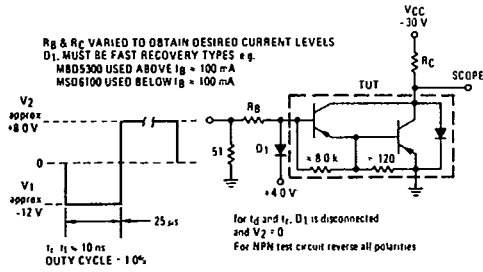 RB & RC VARIED TO OBTAIN DESIRED CURRENT LEVELS
D1, MUST BE FAST RECOVERY TYPES e.g.
MBD5300 USED ABOVE IB ≈ 100 mA
MSD6100 USED BELOW IB ≈ 100 mA
VCC
-30 V
RC
SCOPE
TUT
V2
approx
+8.0 V
0
V1
approx
-12 V
RB
51
D1
≈ 8.0 k
≈ 120
+4.0 V
25 μs
tr, tf ≈ 10 ns
DUTY CYCLE = 1.0%
for td and tr, D1 is disconnected
and V2 = 0
For NPN test circuit reverse all polarities